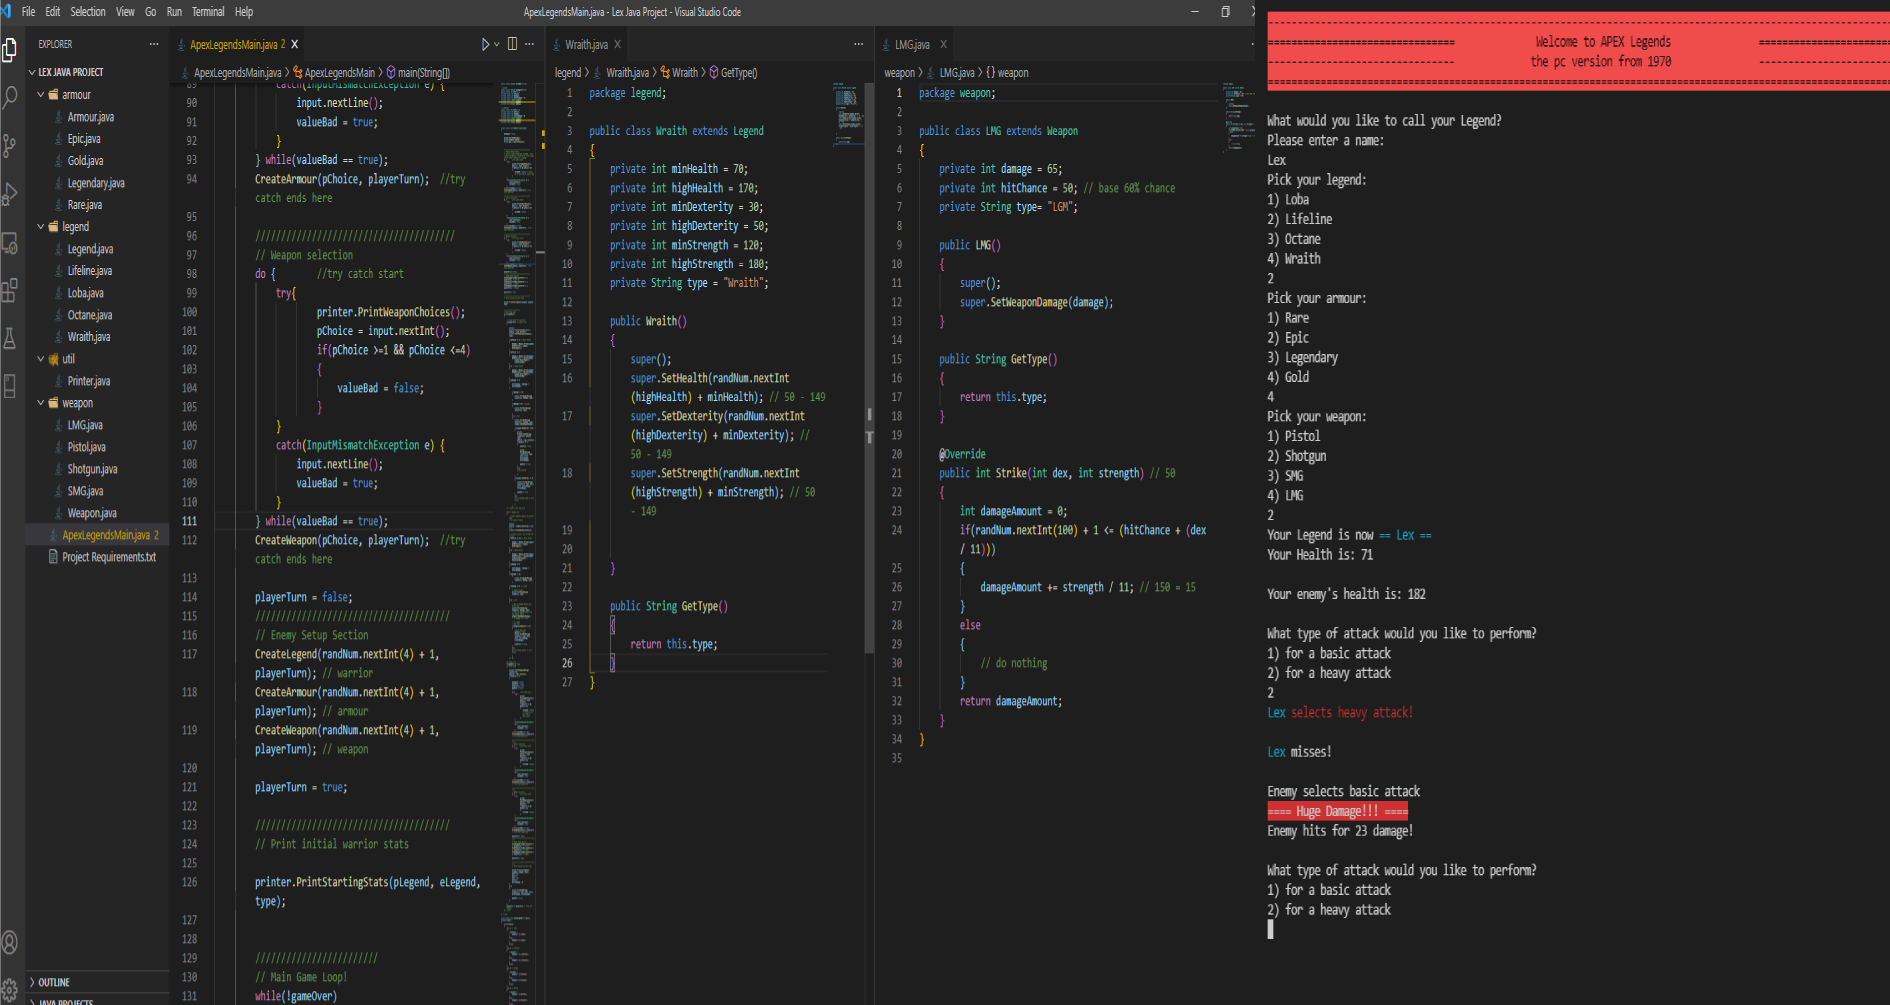 File Edit Selection View Go Run Terminal Help
ApexLegendsMain.java - Lex Java Project - Visual Studio Code
EXPLORER
LEX JAVA PROJECT
armour
Armour.java
Epic.java
Gold.java
Legendary.java
Rare.java
legend
Legend.java
Lifeline.java
Loba.java
Octane.java
Wraith.java
util
Printer.java
weapon
LMG.java
Pistol.java
Shotgun.java
SMG.java
Weapon.java
ApexLegendsMain.java 2
Project Requirements.txt
OUTLINE
JAVA PROJECTS
ApexLegendsMain.java 2 X
ApexLegendsMain.java > ApexLegendsMain > main(String[])
89 catch(InputMismatchException e) {
90 input.nextLine();
91 valueBad = true;
92 }
93 } while(valueBad == true);
94 CreateArmour(pChoice, playerTurn); //try
catch ends here
95
96 ///////////////////////////////////////
97 // Weapon selection
98 do { //try catch start
99 try{
100 printer.PrintWeaponChoices();
101 pChoice = input.nextInt();
102 if(pChoice >=1 && pChoice <=4)
103 {
104 valueBad = false;
105 }
106 }
107 catch(InputMismatchException e) {
108 input.nextLine();
109 valueBad = true;
110 }
111 } while(valueBad == true);
112 CreateWeapon(pChoice, playerTurn); //try
catch ends here
113
114 playerTurn = false;
115 //////////////////////////////////////
116 // Enemy Setup Section
117 CreateLegend(randNum.nextInt(4) + 1,
playerTurn); // warrior
118 CreateArmour(randNum.nextInt(4) + 1,
playerTurn); // armour
119 CreateWeapon(randNum.nextInt(4) + 1,
playerTurn); // weapon
120
121 playerTurn = true;
122
123 //////////////////////////////////////
124 // Print initial warrior stats
125
126 printer.PrintStartingStats(pLegend, eLegend,
type);
127
128
129 ////////////////////////
130 // Main Game Loop!
131 while(!gameOver)
Wraith.java X
legend > Wraith.java > Wraith > GetType()
1 package legend;
2
3 public class Wraith extends Legend
4 {
5 private int minHealth = 70;
6 private int highHealth = 170;
7 private int minDexterity = 30;
8 private int highDexterity = 50;
9 private int minStrength = 120;
10 private int highStrength = 180;
11 private String type = "Wraith";
12
13 public Wraith()
14 {
15 super();
16 super.SetHealth(randNum.nextInt
(highHealth) + minHealth); // 50 - 149
17 super.SetDexterity(randNum.nextInt
(highDexterity) + minDexterity); //
50 - 149
18 super.SetStrength(randNum.nextInt
(highStrength) + minStrength); // 50
- 149
19
20
21 }
22
23 public String GetType()
24 {
25 return this.type;
26 }
27 }
LMG.java X
weapon > LMG.java > {} weapon
1 package weapon;
2
3 public class LMG extends Weapon
4 {
5 private int damage = 65;
6 private int hitChance = 50; // base 60% chance
7 private String type= "LGM";
8
9 public LMG()
10 {
11 super();
12 super.SetWeaponDamage(damage);
13 }
14
15 public String GetType()
16 {
17 return this.type;
18 }
19
20 @Override
21 public int Strike(int dex, int strength) // 50
22 {
23 int damageAmount = 0;
24 if(randNum.nextInt(100) + 1 <= (hitChance + (dex
/ 11)))
25 {
26 damageAmount += strength / 11; // 150 = 15
27 }
28 else
29 {
30 // do nothing
31 }
32 return damageAmount;
33 }
34 }
35
Welcome to APEX Legends
the pc version from 1970
What would you like to call your Legend?
Please enter a name:
Lex
Pick your legend:
1) Loba
2) Lifeline
3) Octane
4) Wraith
2
Pick your armour:
1) Rare
2) Epic
3) Legendary
4) Gold
4
Pick your weapon:
1) Pistol
2) Shotgun
3) SMG
4) LMG
2
Your Legend is now == Lex ==
Your Health is: 71
Your enemy's health is: 182
What type of attack would you like to perform?
1) for a basic attack
2) for a heavy attack
2
Lex selects heavy attack!
Lex misses!
Enemy selects basic attack
==== Huge Damage!!! ====
Enemy hits for 23 damage!
What type of attack would you like to perform?
1) for a basic attack
2) for a heavy attack